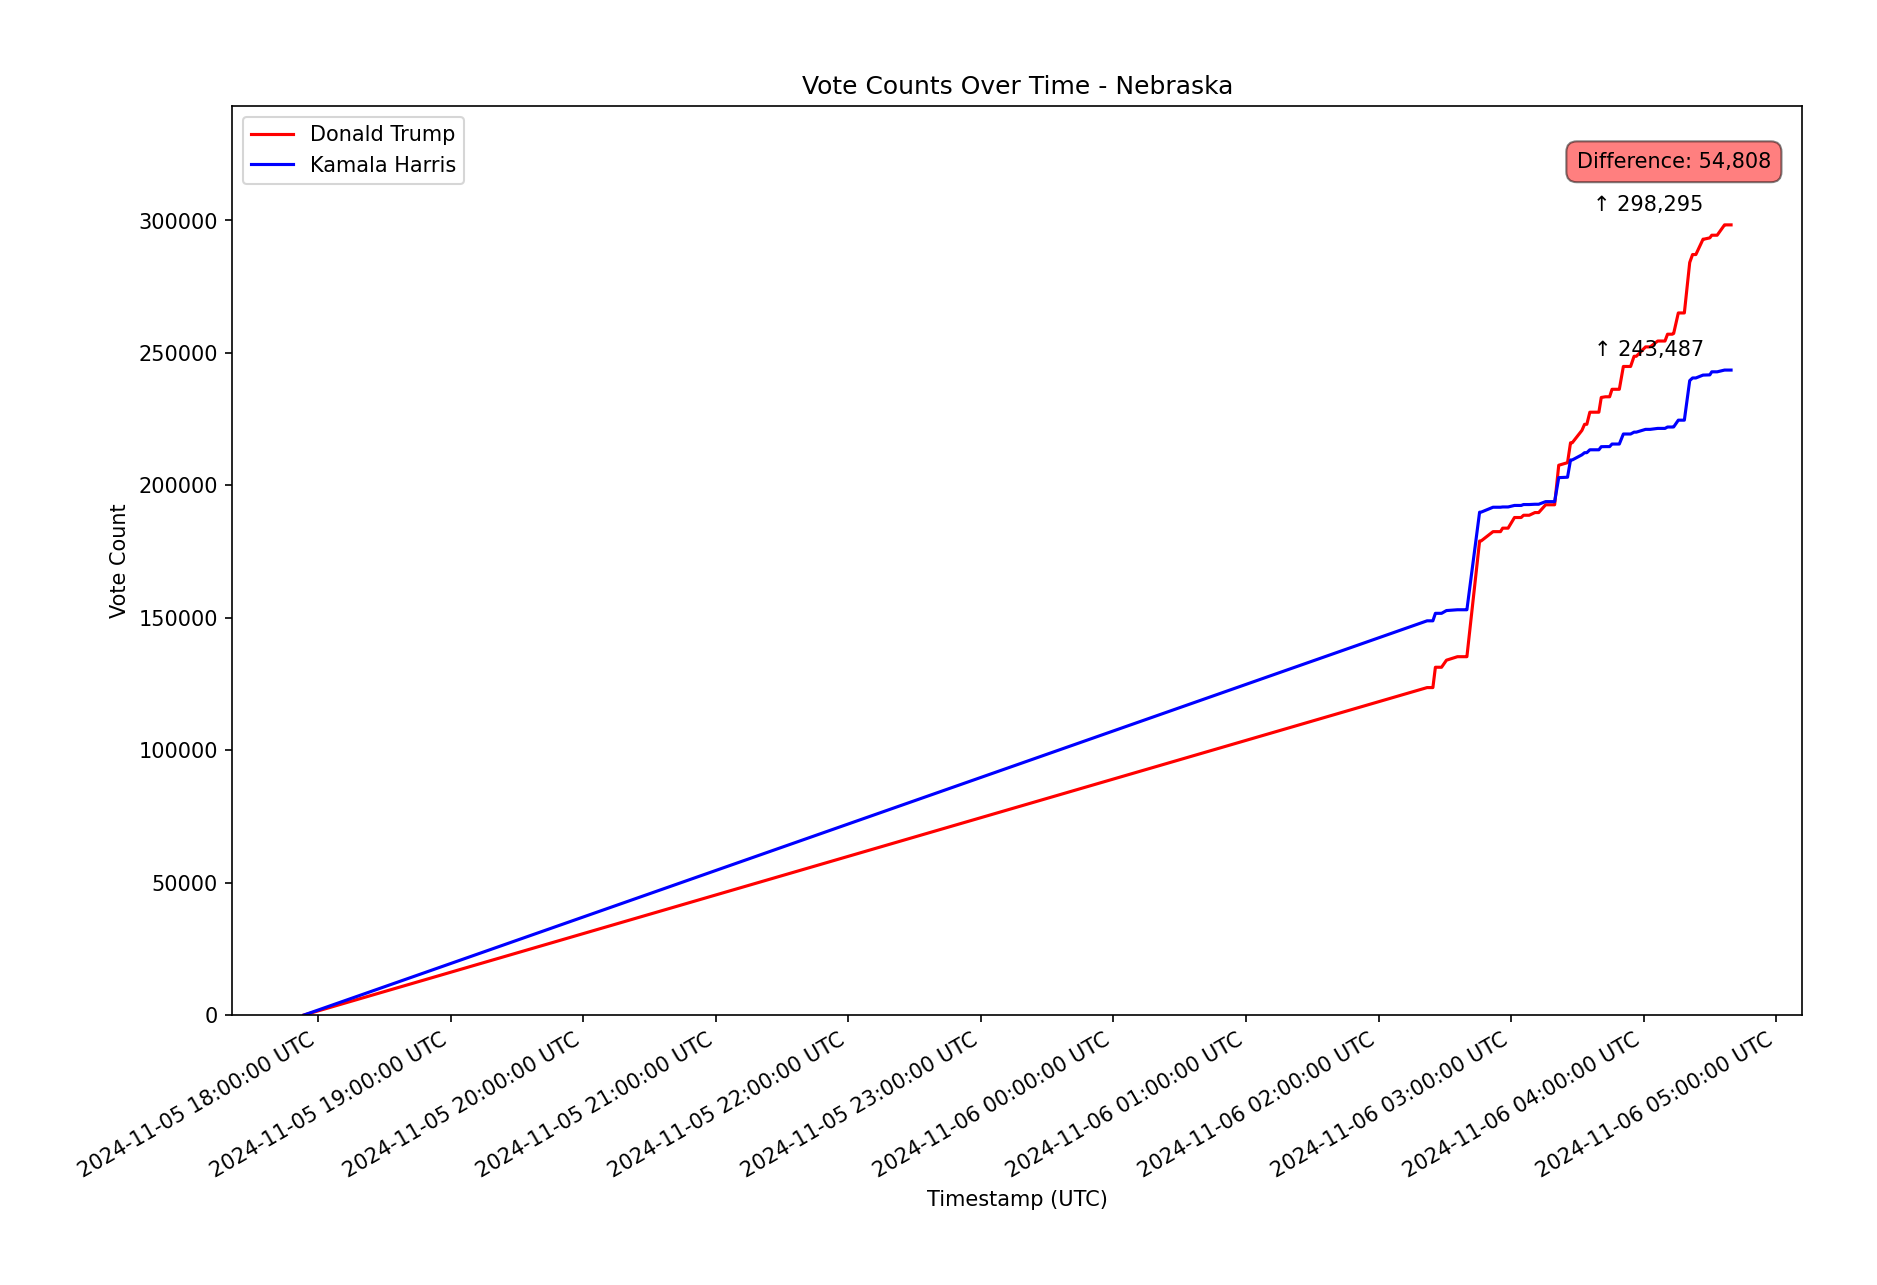 Vote Counts Over Time - Nebraska
Donald Trump
Kamala Harris
Difference: 54,808
↑ 298,295
↑ 243,487
Vote Count
300000
250000
200000
150000
100000
50000
0
2024-11-05 18:00:00 UTC
2024-11-05 19:00:00 UTC
2024-11-05 20:00:00 UTC
2024-11-05 21:00:00 UTC
2024-11-05 22:00:00 UTC
2024-11-05 23:00:00 UTC
2024-11-06 00:00:00 UTC
2024-11-06 01:00:00 UTC
2024-11-06 02:00:00 UTC
2024-11-06 03:00:00 UTC
2024-11-06 04:00:00 UTC
2024-11-06 05:00:00 UTC
Timestamp (UTC)